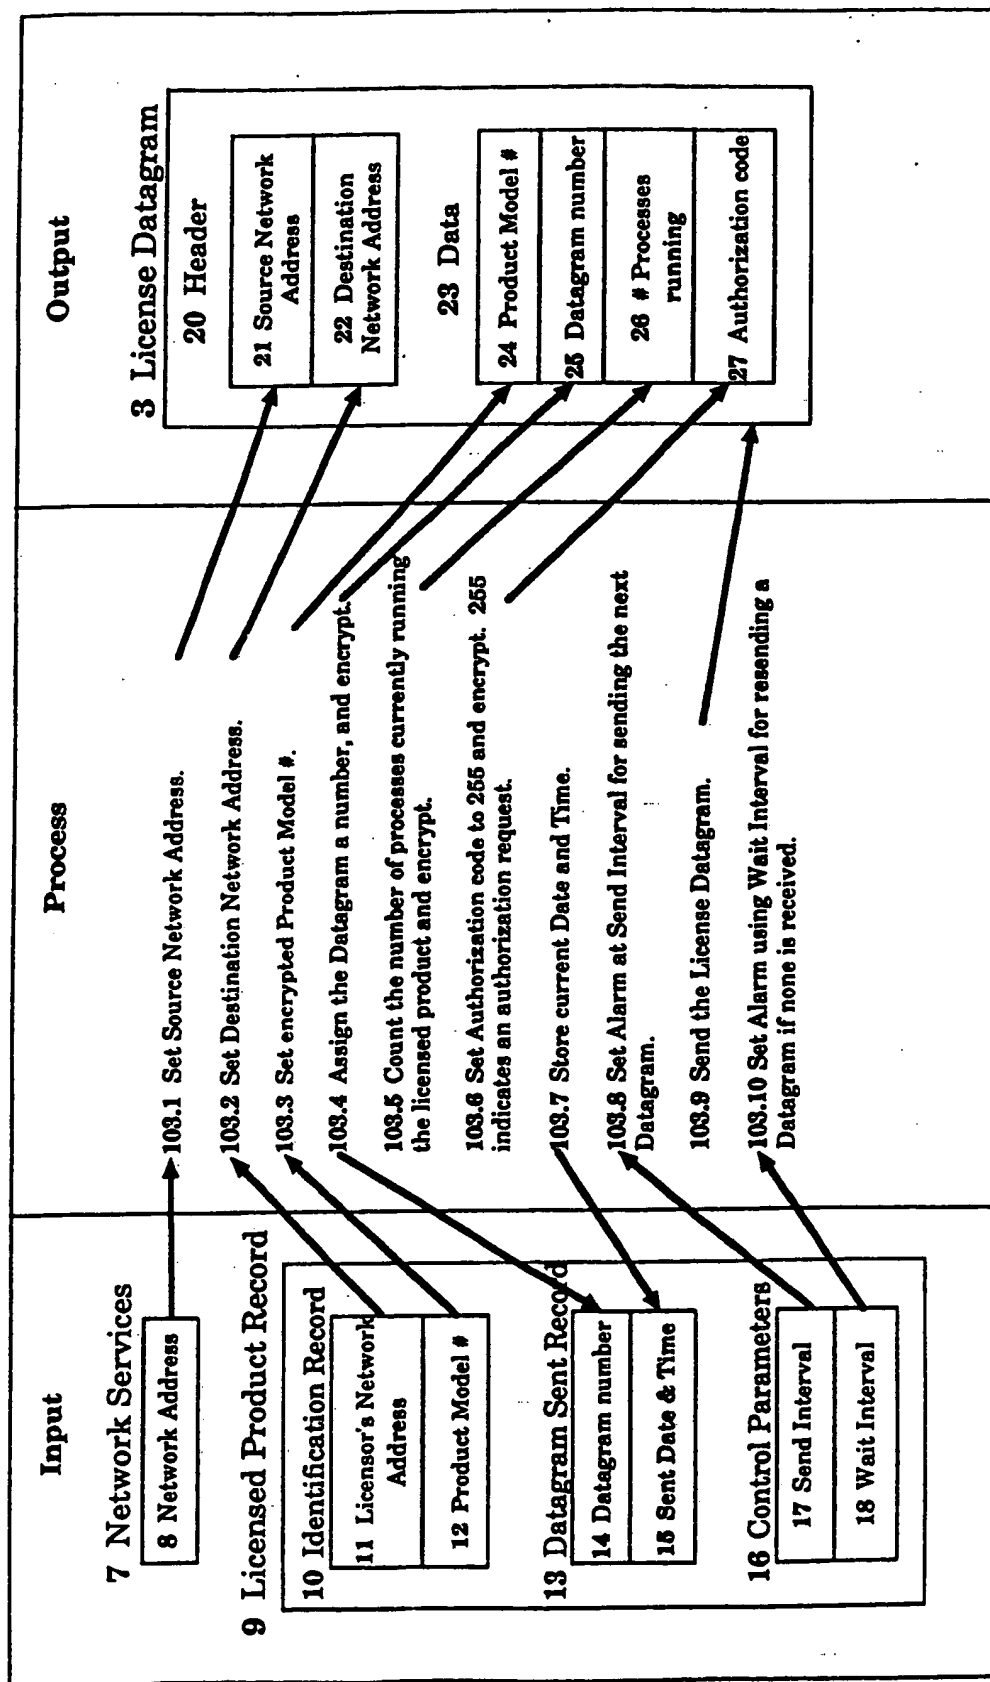 Input
7 Network Services
8 Network Address
9 Licensed Product Record
10 Identification Record
11 Licensor's Network
Address
12 Product Model #
13 Datagram Sent Record
14 Datagram number
15 Sent Date & Time
16 Control Parameters
17 Send Interval
18 Wait Interval
Process
103.1 Set Source Network Address.
103.2 Set Destination Network Address.
103.3 Set encrypted Product Model #.
103.4 Assign the Datagram a number, and encrypt.
103.5 Count the number of processes currently running
the licensed product and encrypt.
103.6 Set Authorization code to 255 and encrypt. 255
indicates an authorization request.
103.7 Store current Date and Time.
103.8 Set Alarm at Send Interval for sending the next
Datagram.
103.9 Send the License Datagram.
103.10 Set Alarm using Wait Interval for resending a
Datagram if none is received.
Output
3 License Datagram
20 Header
21 Source Network
Address
22 Destination
Network Address
23 Data
24 Product Model #
25 Datagram number
26 # Processes
running
27 Authorization code